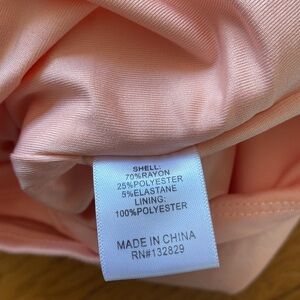 SHELL:
70%RAYON
25%POLYESTER
5%ELASTANE
LINING:
100%POLYESTER
MADE IN CHINA
RN#132829